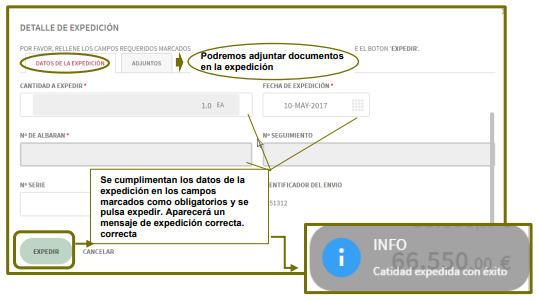 DETALLE DE EXPEDICIÓN
POR FAVOR, RELLENE LOS CAMPOS REQUERIDOS MARCADOS
E EL BOTON 'EXPEDIR'.
DATOS DE LA EXPEDICIÓN
ADJUNTOS
Podremos adjuntar documentos
en la expedición
CANTIDAD A EXPEDIR *
FECHA DE EXPEDICIÓN *
1.0 EA
10-MAY-2017
Nº DE ALBARAN *
Nº SEGUIMIENTO
Nº SERIE
ENTIFICADOR DEL ENVIO
51312
Se cumplimentan los datos de la
expedición en los campos
marcados como obligatorios y se
pulsa expedir. Aparecerá un
mensaje de expedición correcta.
correcta
EXPEDIR
CANCELAR
INFO
66.550,00 €
Catidad expedida con éxito